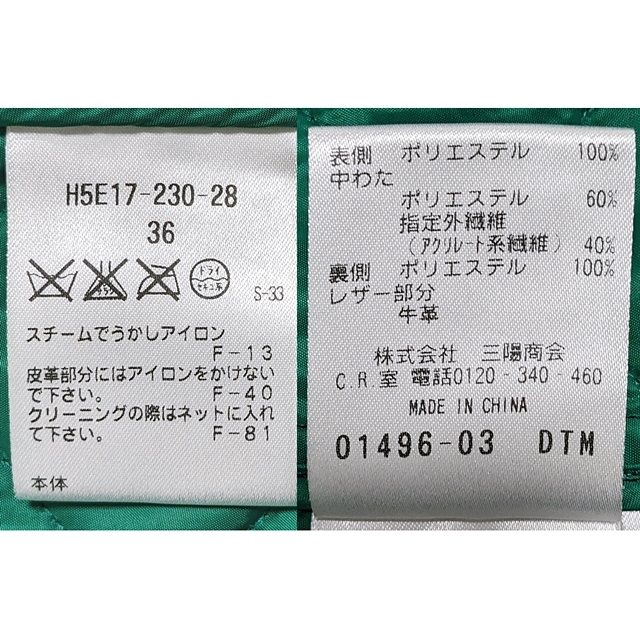 H5E17-230-28
36
エンソサラシ
ドライ
セキユ系
S-33
スチームでうかしアイロン
F-13
皮革部分にはアイロンをかけない
で下さい。 F-40
クリーニングの際はネットに入れ
て下さい。 F-81
本体
表側 ポリエステル 100%
中わた
ポリエステル 60%
指定外繊維
(アクリレート系繊維) 40%
裏側 ポリエステル 100%
レザー部分
牛革
株式会社 三陽商会
C.R.室 電話0120-340-460
MADE IN CHINA
01496-03 DTM